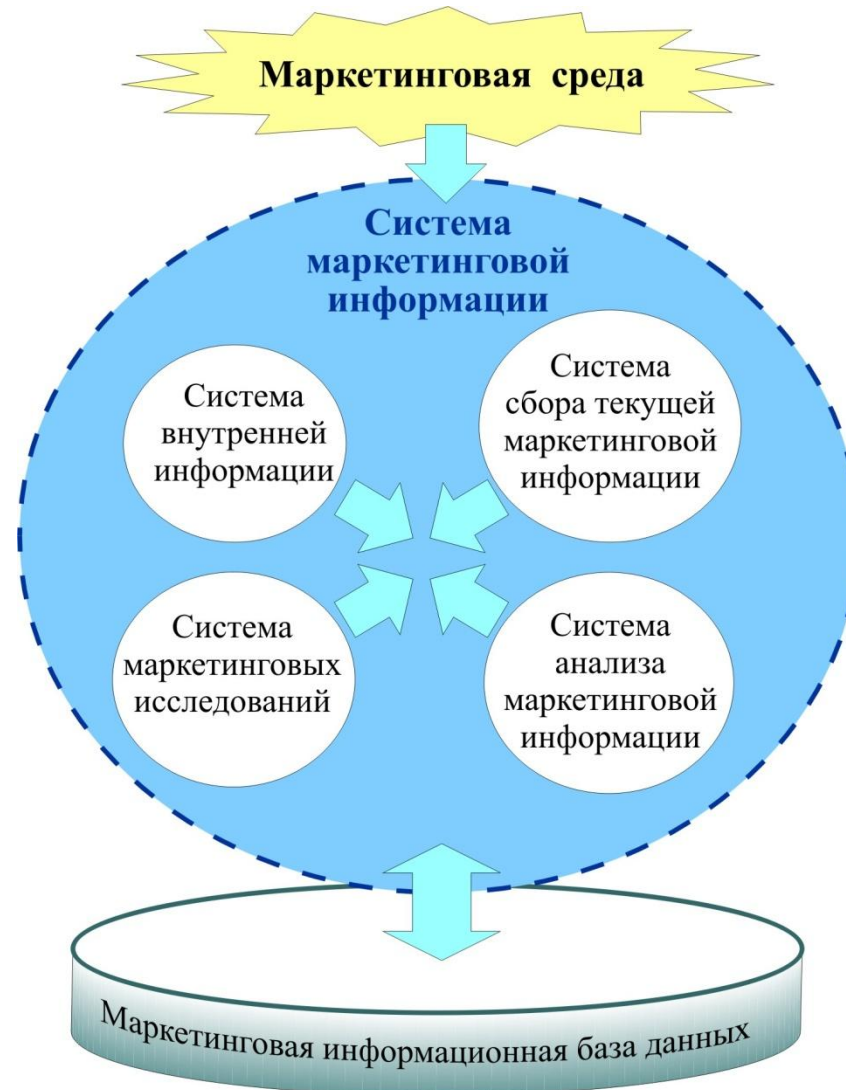 Маркетинговая среда
Система
маркетинговой
информации
Система
внутренней
информации
Система
сбора текущей
маркетинговой
информации
Система
маркетинговых
исследований
Система
анализа
маркетинговой
информации
Маркетинговая информационная база данных